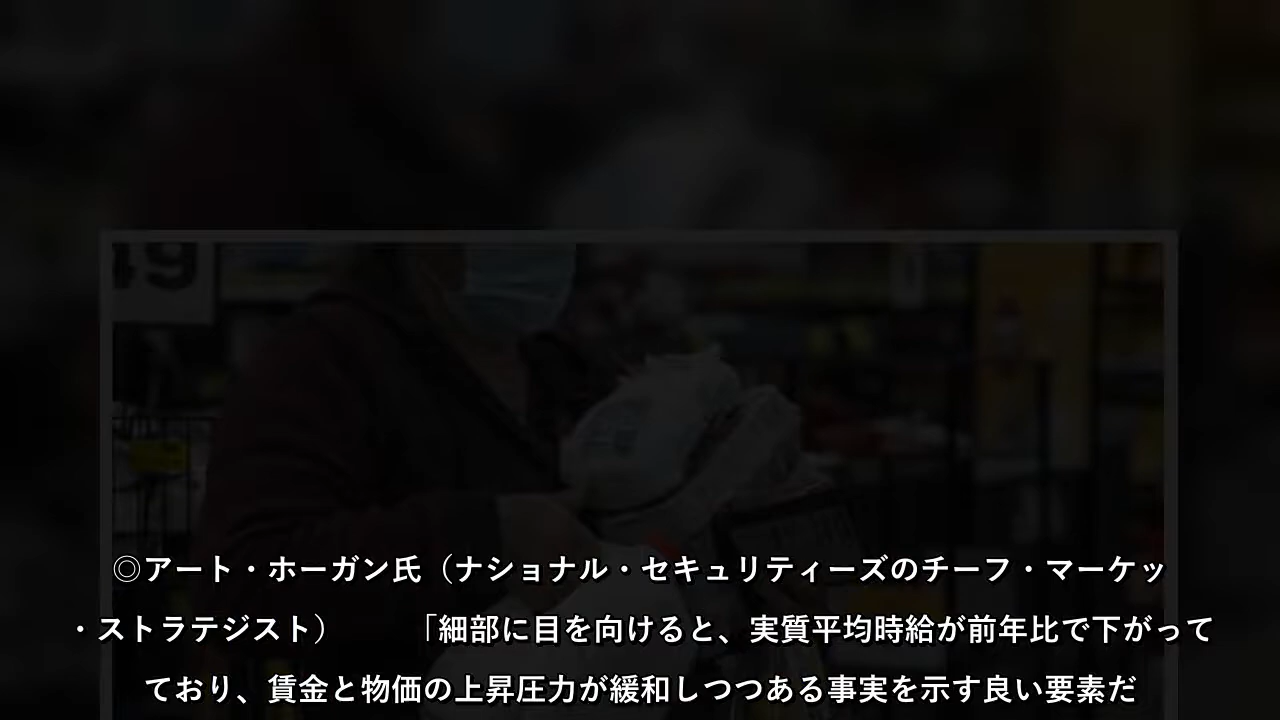 49
◎アート・ホーガン氏（ナショナル・セキュリティーズのチーフ・マーケッ
・ストラテジスト）　　「細部に目を向けると、実質平均時給が前年比で下がって
ており、賃金と物価の上昇圧力が緩和しつつある事実を示す良い要素だ